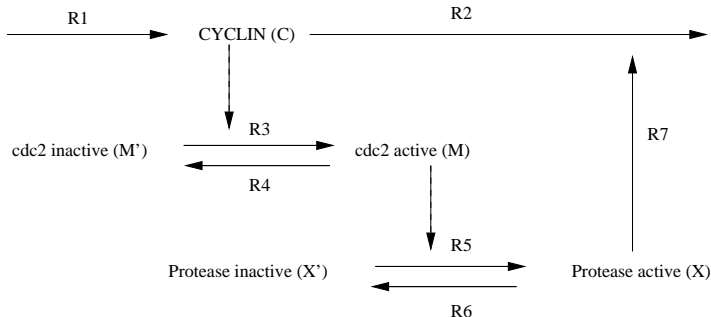 R1
R2
CYCLIN (C)
R3
R7
cdc2 inactive (M')
cdc2 active (M)
R4
R5
Protease inactive (X')
Protease active (X)
R6